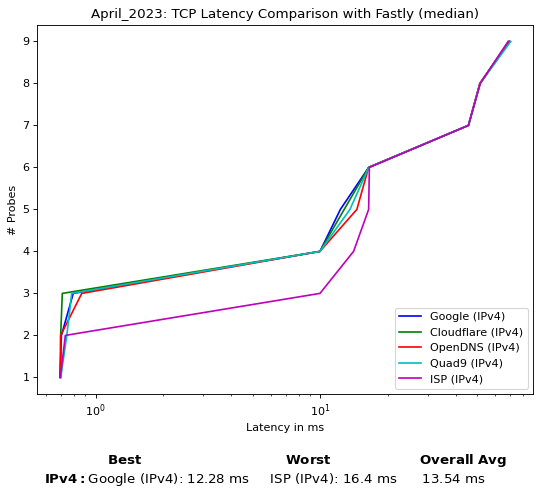 April_2023: TCP Latency Comparison with Fastly (median)
9
8
7
6
5
4
3
2
1
# Probes
Google (IPv4)
Cloudflare (IPv4)
OpenDNS (IPv4)
Quad9 (IPv4)
ISP (IPv4)
10⁰ 10¹
Latency in ms
Best Worst Overall Avg
IPv4: Google (IPv4): 12.28 ms ISP (IPv4): 16.4 ms 13.54 ms